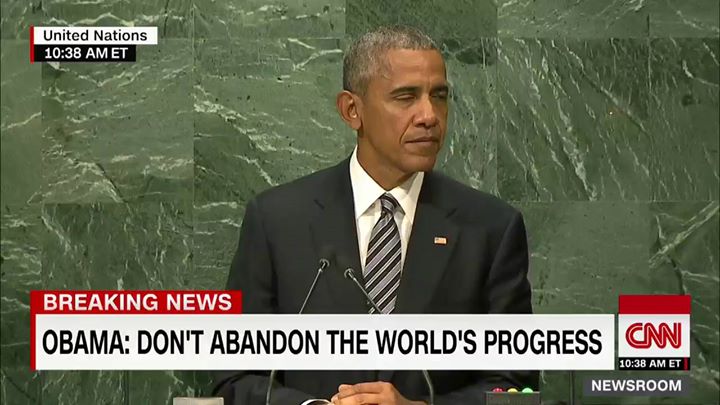 United Nations
10:38 AM ET
BREAKING NEWS
OBAMA: DON'T ABANDON THE WORLD'S PROGRESS
CNN
10:38 AM ET
NEWSROOM